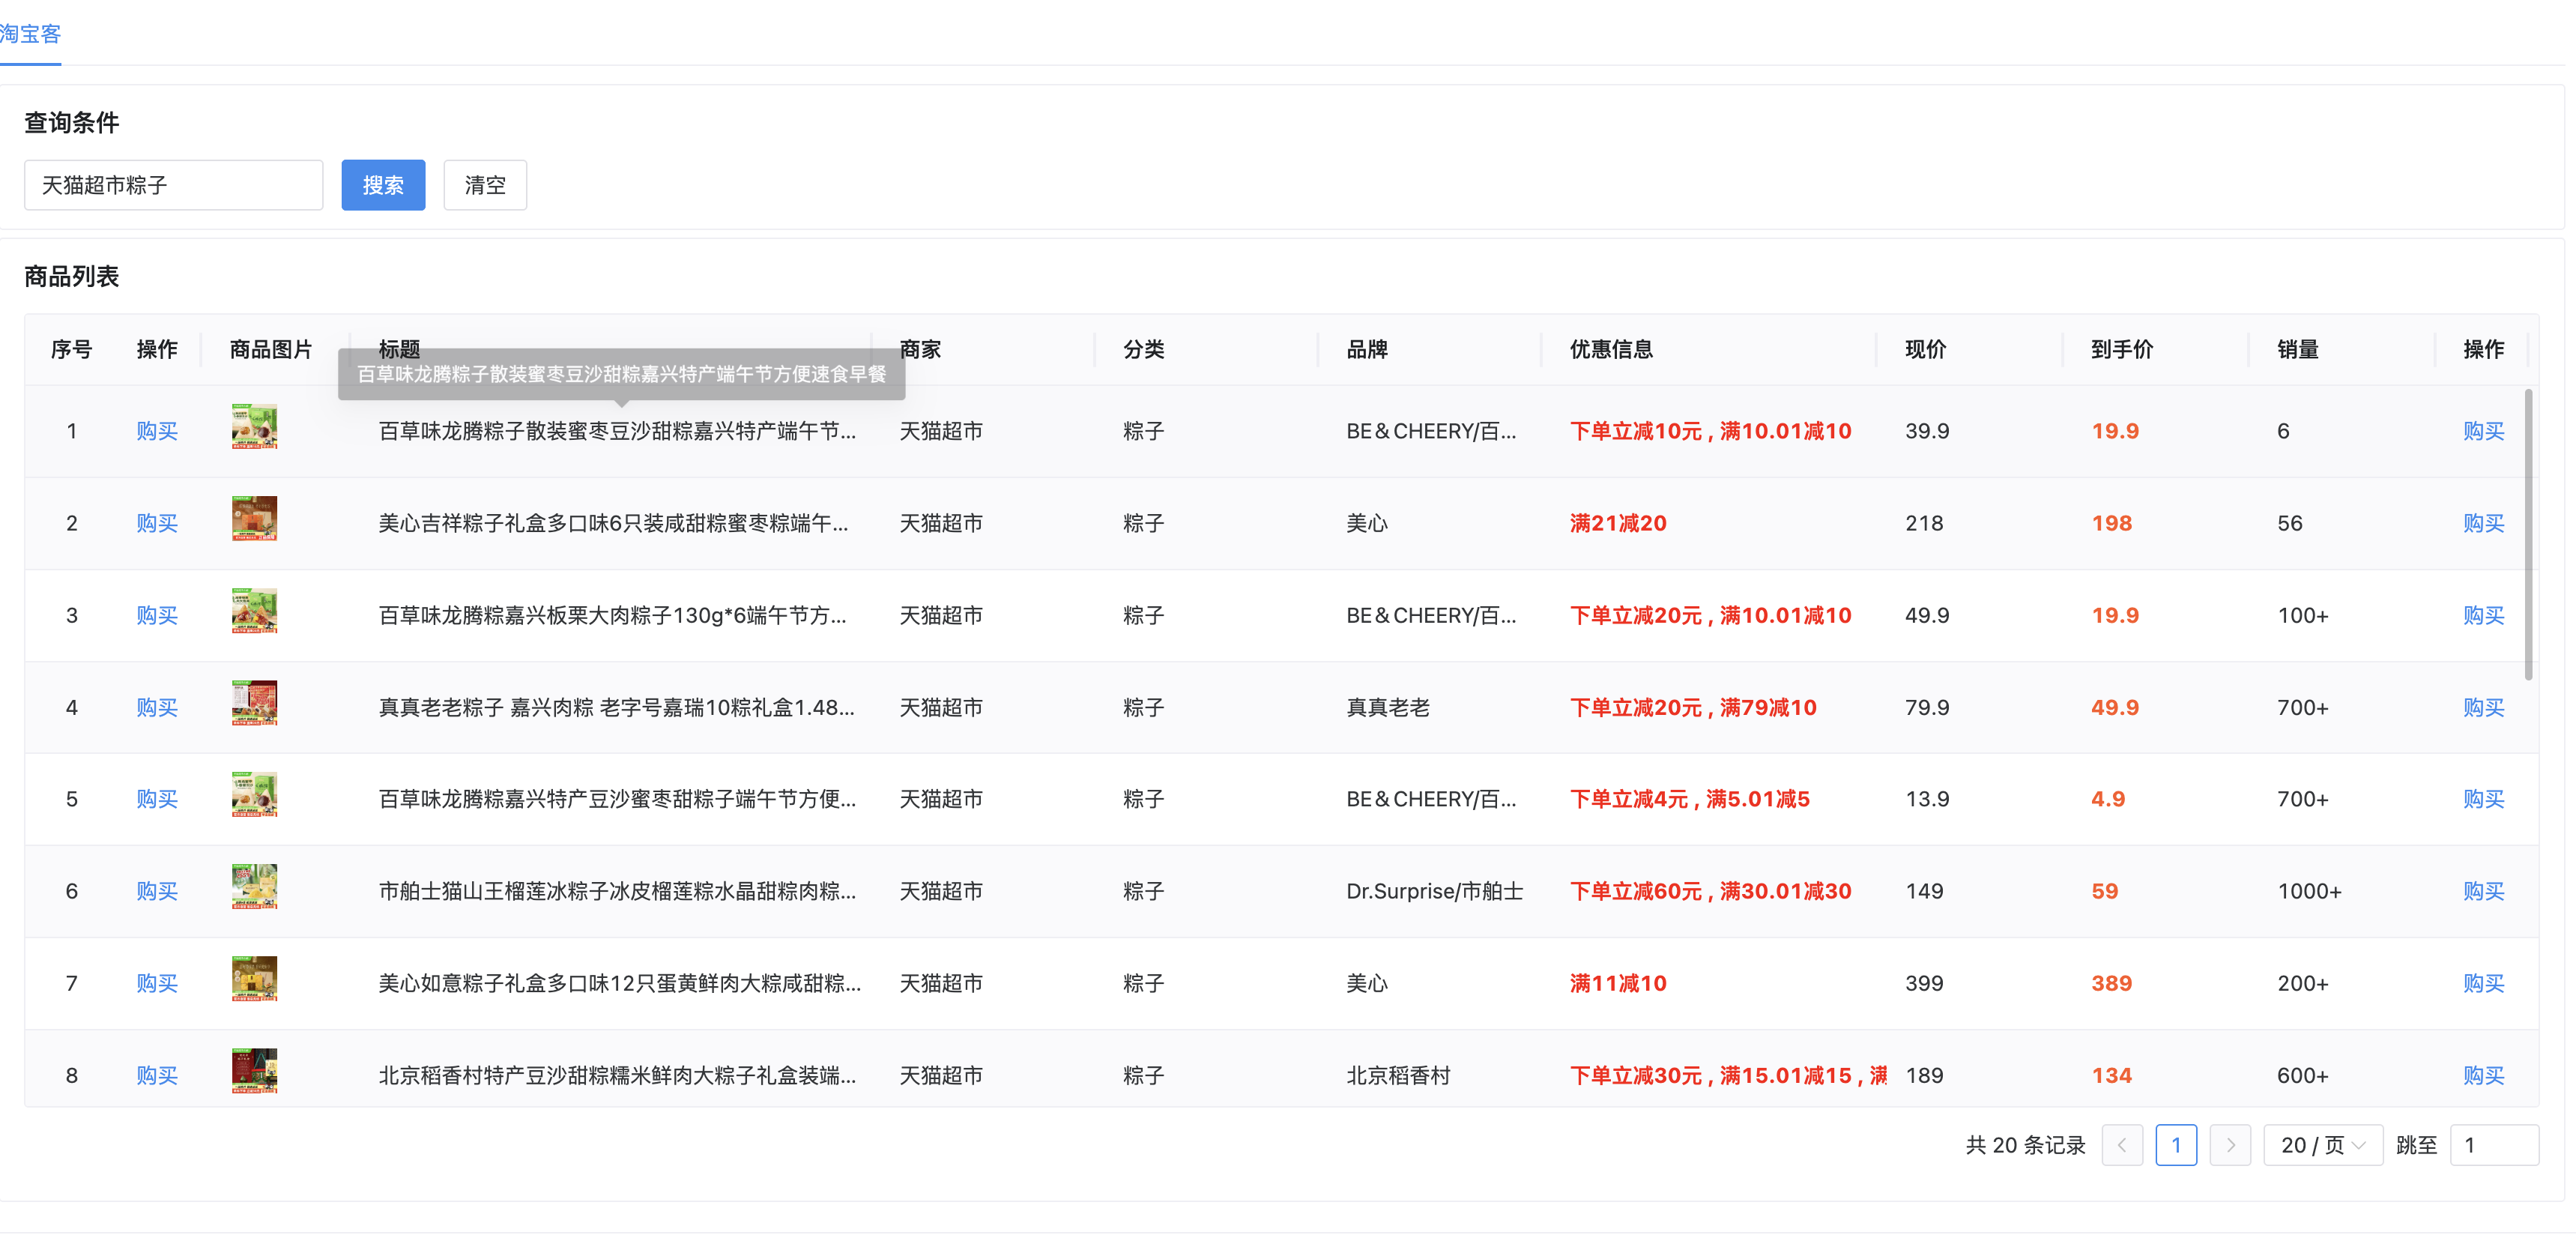 淘宝客
查询条件
天猫超市粽子 搜索 清空
商品列表
序号 操作 商品图片 标题 商家 分类 品牌 优惠信息 现价 到手价 销量 操作
百草味龙腾粽子散装蜜枣豆沙甜粽嘉兴特产端午节方便速食早餐
1 购买 百草味龙腾粽子散装蜜枣豆沙甜粽嘉兴特产端午节... 天猫超市 粽子 BE&CHEERY/百... 下单立减10元 , 满10.01减10 39.9 19.9 6 购买
2 购买 美心吉祥粽子礼盒多口味6只装咸甜粽蜜枣粽端午... 天猫超市 粽子 美心 满21减20 218 198 56 购买
3 购买 百草味龙腾粽嘉兴板栗大肉粽子130g*6端午节方... 天猫超市 粽子 BE&CHEERY/百... 下单立减20元 , 满10.01减10 49.9 19.9 100+ 购买
4 购买 真真老老粽子 嘉兴肉粽 老字号嘉瑞10粽礼盒1.48... 天猫超市 粽子 真真老老 下单立减20元 , 满79减10 79.9 49.9 700+ 购买
5 购买 百草味龙腾粽嘉兴特产豆沙蜜枣甜粽子端午节方便... 天猫超市 粽子 BE&CHEERY/百... 下单立减4元 , 满5.01减5 13.9 4.9 700+ 购买
6 购买 市舶士猫山王榴莲冰粽子冰皮榴莲粽水晶甜粽肉粽... 天猫超市 粽子 Dr.Surprise/市舶士 下单立减60元 , 满30.01减30 149 59 1000+ 购买
7 购买 美心如意粽子礼盒多口味12只蛋黄鲜肉大粽咸甜粽... 天猫超市 粽子 美心 满11减10 399 389 200+ 购买
8 购买 北京稻香村特产豆沙甜粽糯米鲜肉大粽子礼盒装端... 天猫超市 粽子 北京稻香村 下单立减30元 , 满15.01减15 , 满 189 134 600+ 购买
共 20 条记录 1 20 / 页 跳至 1